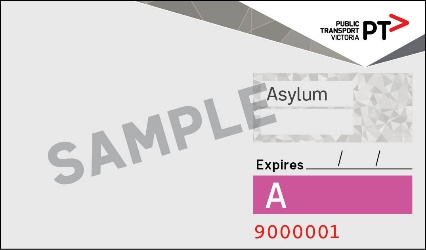 PUBLIC
TRANSPORT
VICTORIA
PT>
Asylum
SAMPLE
Expires / /
A
9000001